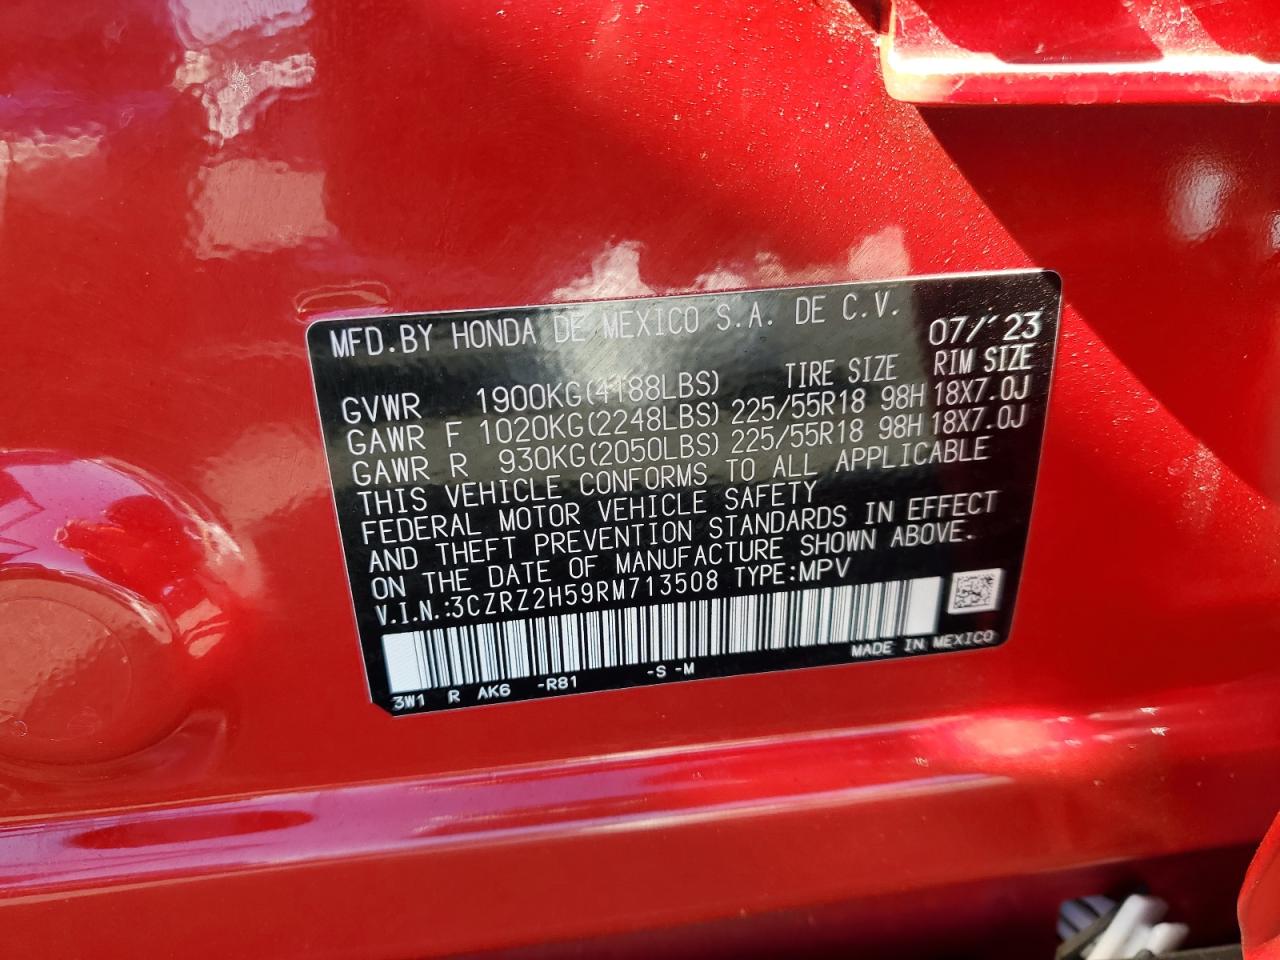 MFD.BY HONDA DE MEXICO S.A. DE C.V. 07/'23
TIRE SIZE RIM SIZE
GVWR 1900KG(4188LBS)
GAWR F 1020KG(2248LBS) 225/55R18 98H 18X7.0J
GAWR R 930KG(2050LBS) 225/55R18 98H 18X7.0J
THIS VEHICLE CONFORMS TO ALL APPLICABLE
FEDERAL MOTOR VEHICLE SAFETY
AND THEFT PREVENTION STANDARDS IN EFFECT
ON THE DATE OF MANUFACTURE SHOWN ABOVE.
V.I.N.:3CZRZ2H59RM713508 TYPE:MPV
MADE IN MEXICO
3W1 R AK6 -R81 -S -M